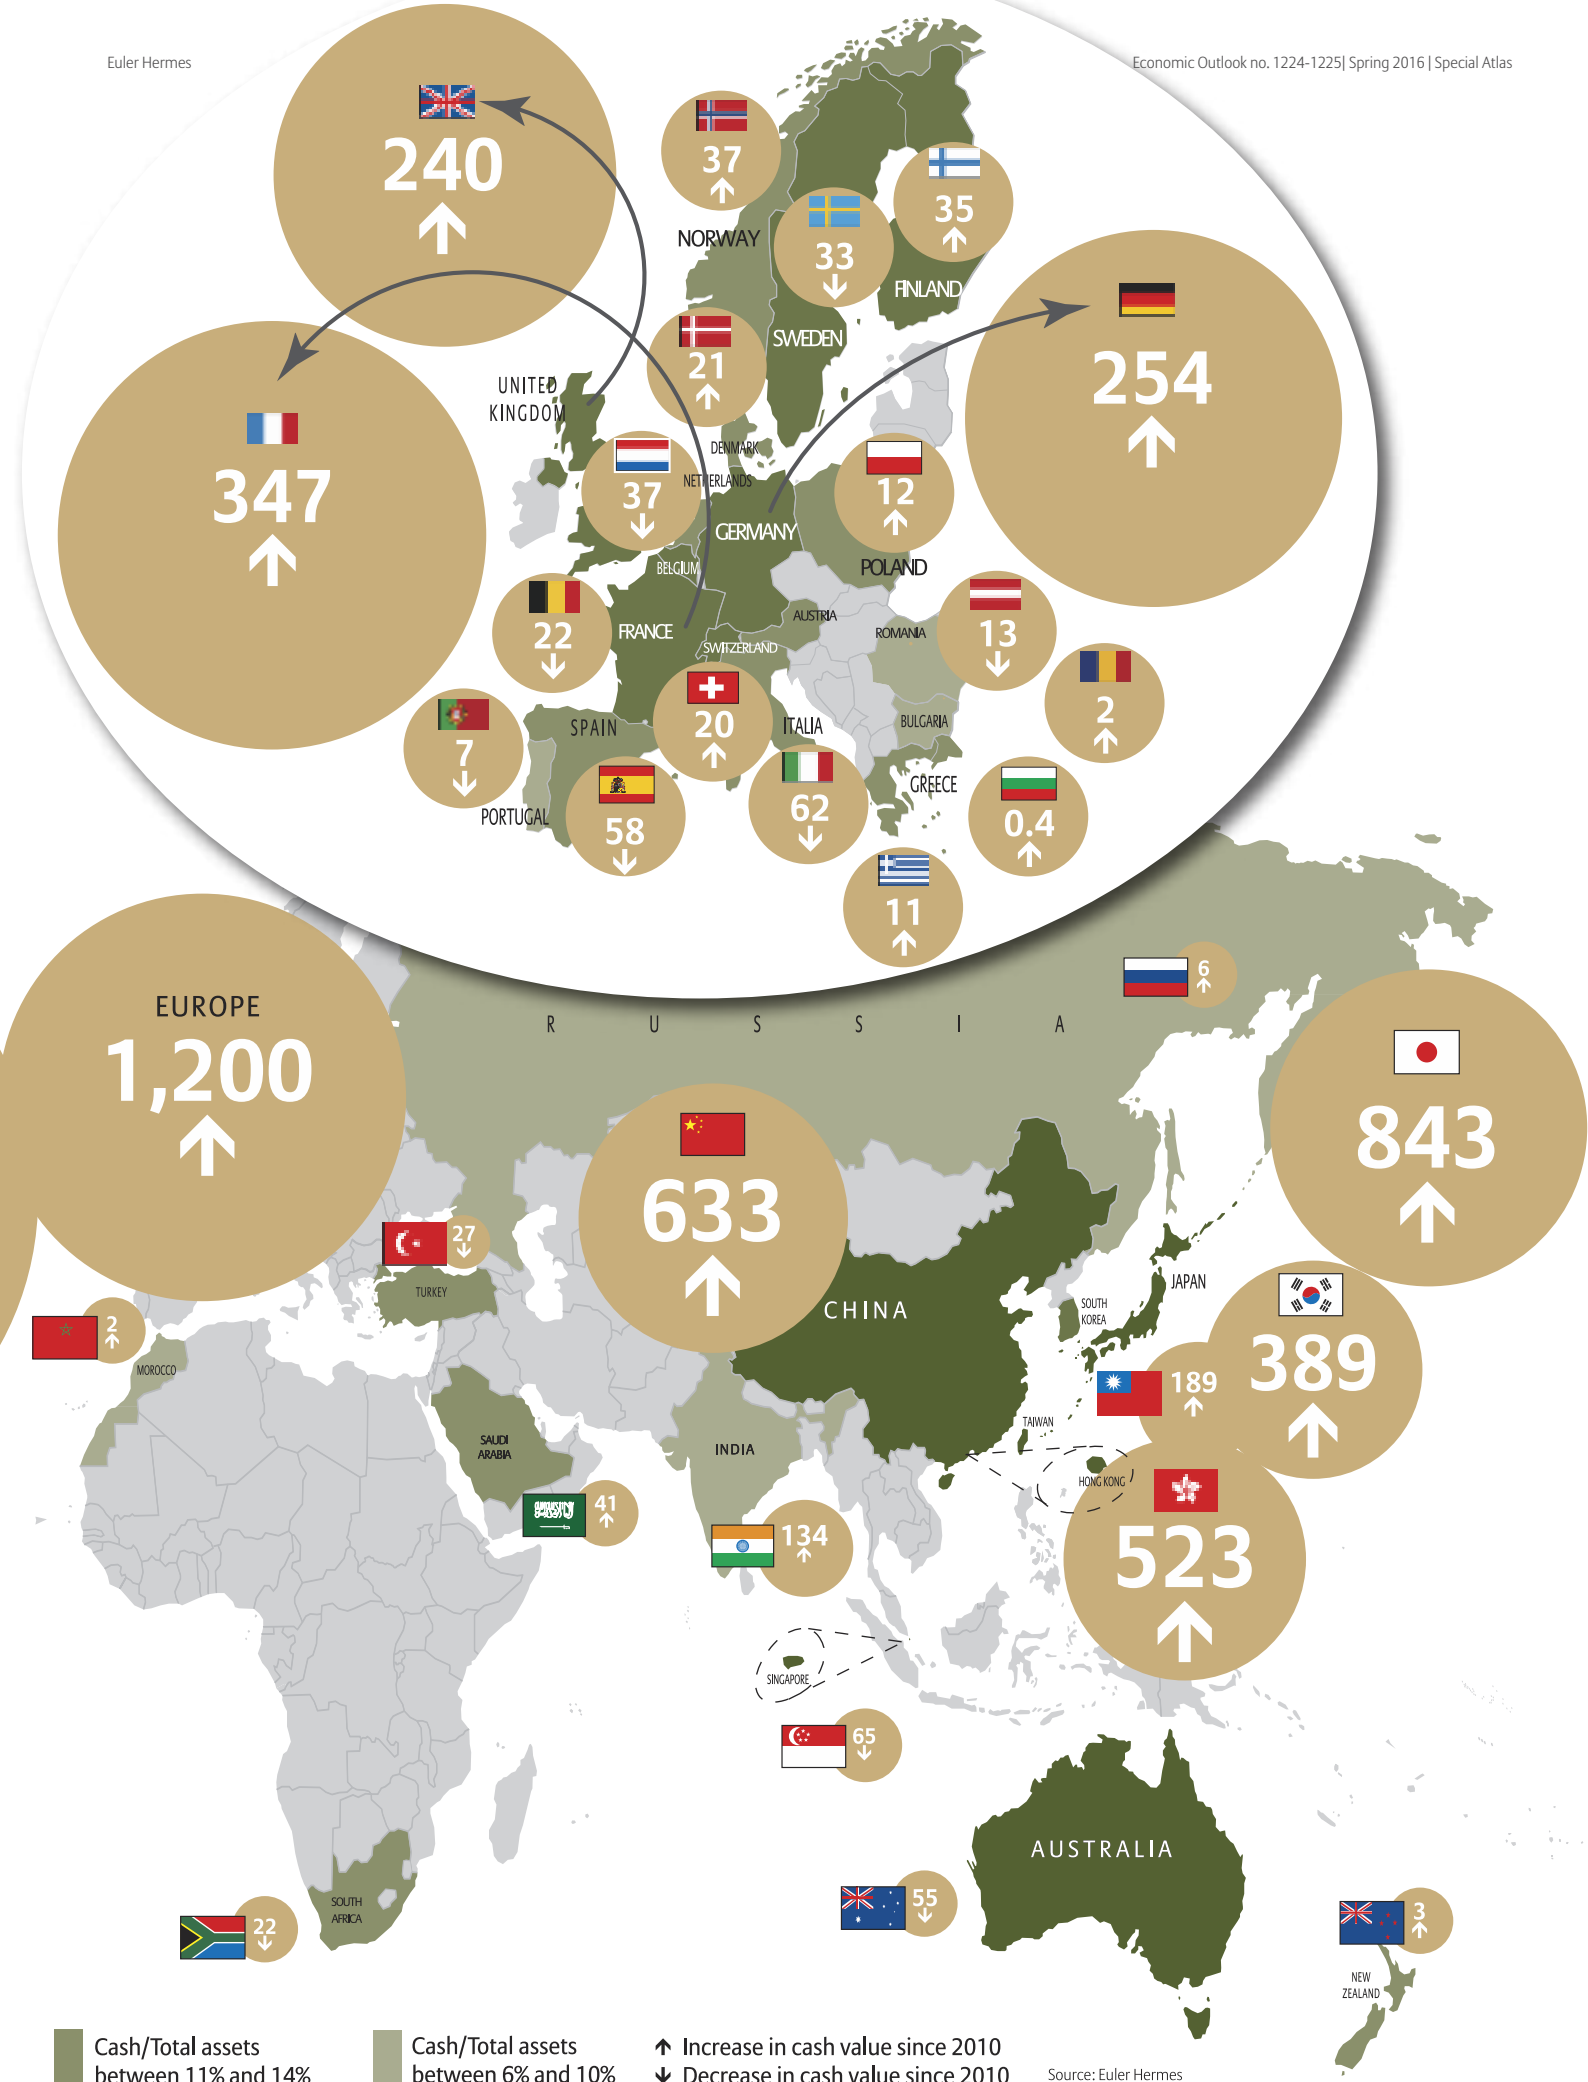 Euler Hermes
Economic Outlook no. 1224-1225| Spring 2016 | Special Atlas
240
37
NORWAY
35
FINLAND
33
SWEDEN
254
347
UNITED
KINGDOM
21
DENMARK
37
NETHERLANDS
12
GERMANY
POLAND
BELGIUM
22
FRANCE
AUSTRIA
ROMANIA
13
SWITZERLAND
2
20
ITALIA
BULGARIA
SPAIN
7
PORTUGAL
58
62
GREECE
0.4
11
EUROPE
1,200
6
R U S S I A
843
633
CHINA
27
TURKEY
JAPAN
SOUTH
KOREA
389
2
MOROCCO
189
TAIWAN
SAUDI
ARABIA
41
INDIA
134
HONG KONG
523
SINGAPORE
65
AUSTRALIA
55
SOUTH
AFRICA
22
3
NEW
ZEALAND
Cash/Total assets
between 11% and 14%
Cash/Total assets
between 6% and 10%
Increase in cash value since 2010
Decrease in cash value since 2010
Source: Euler Hermes